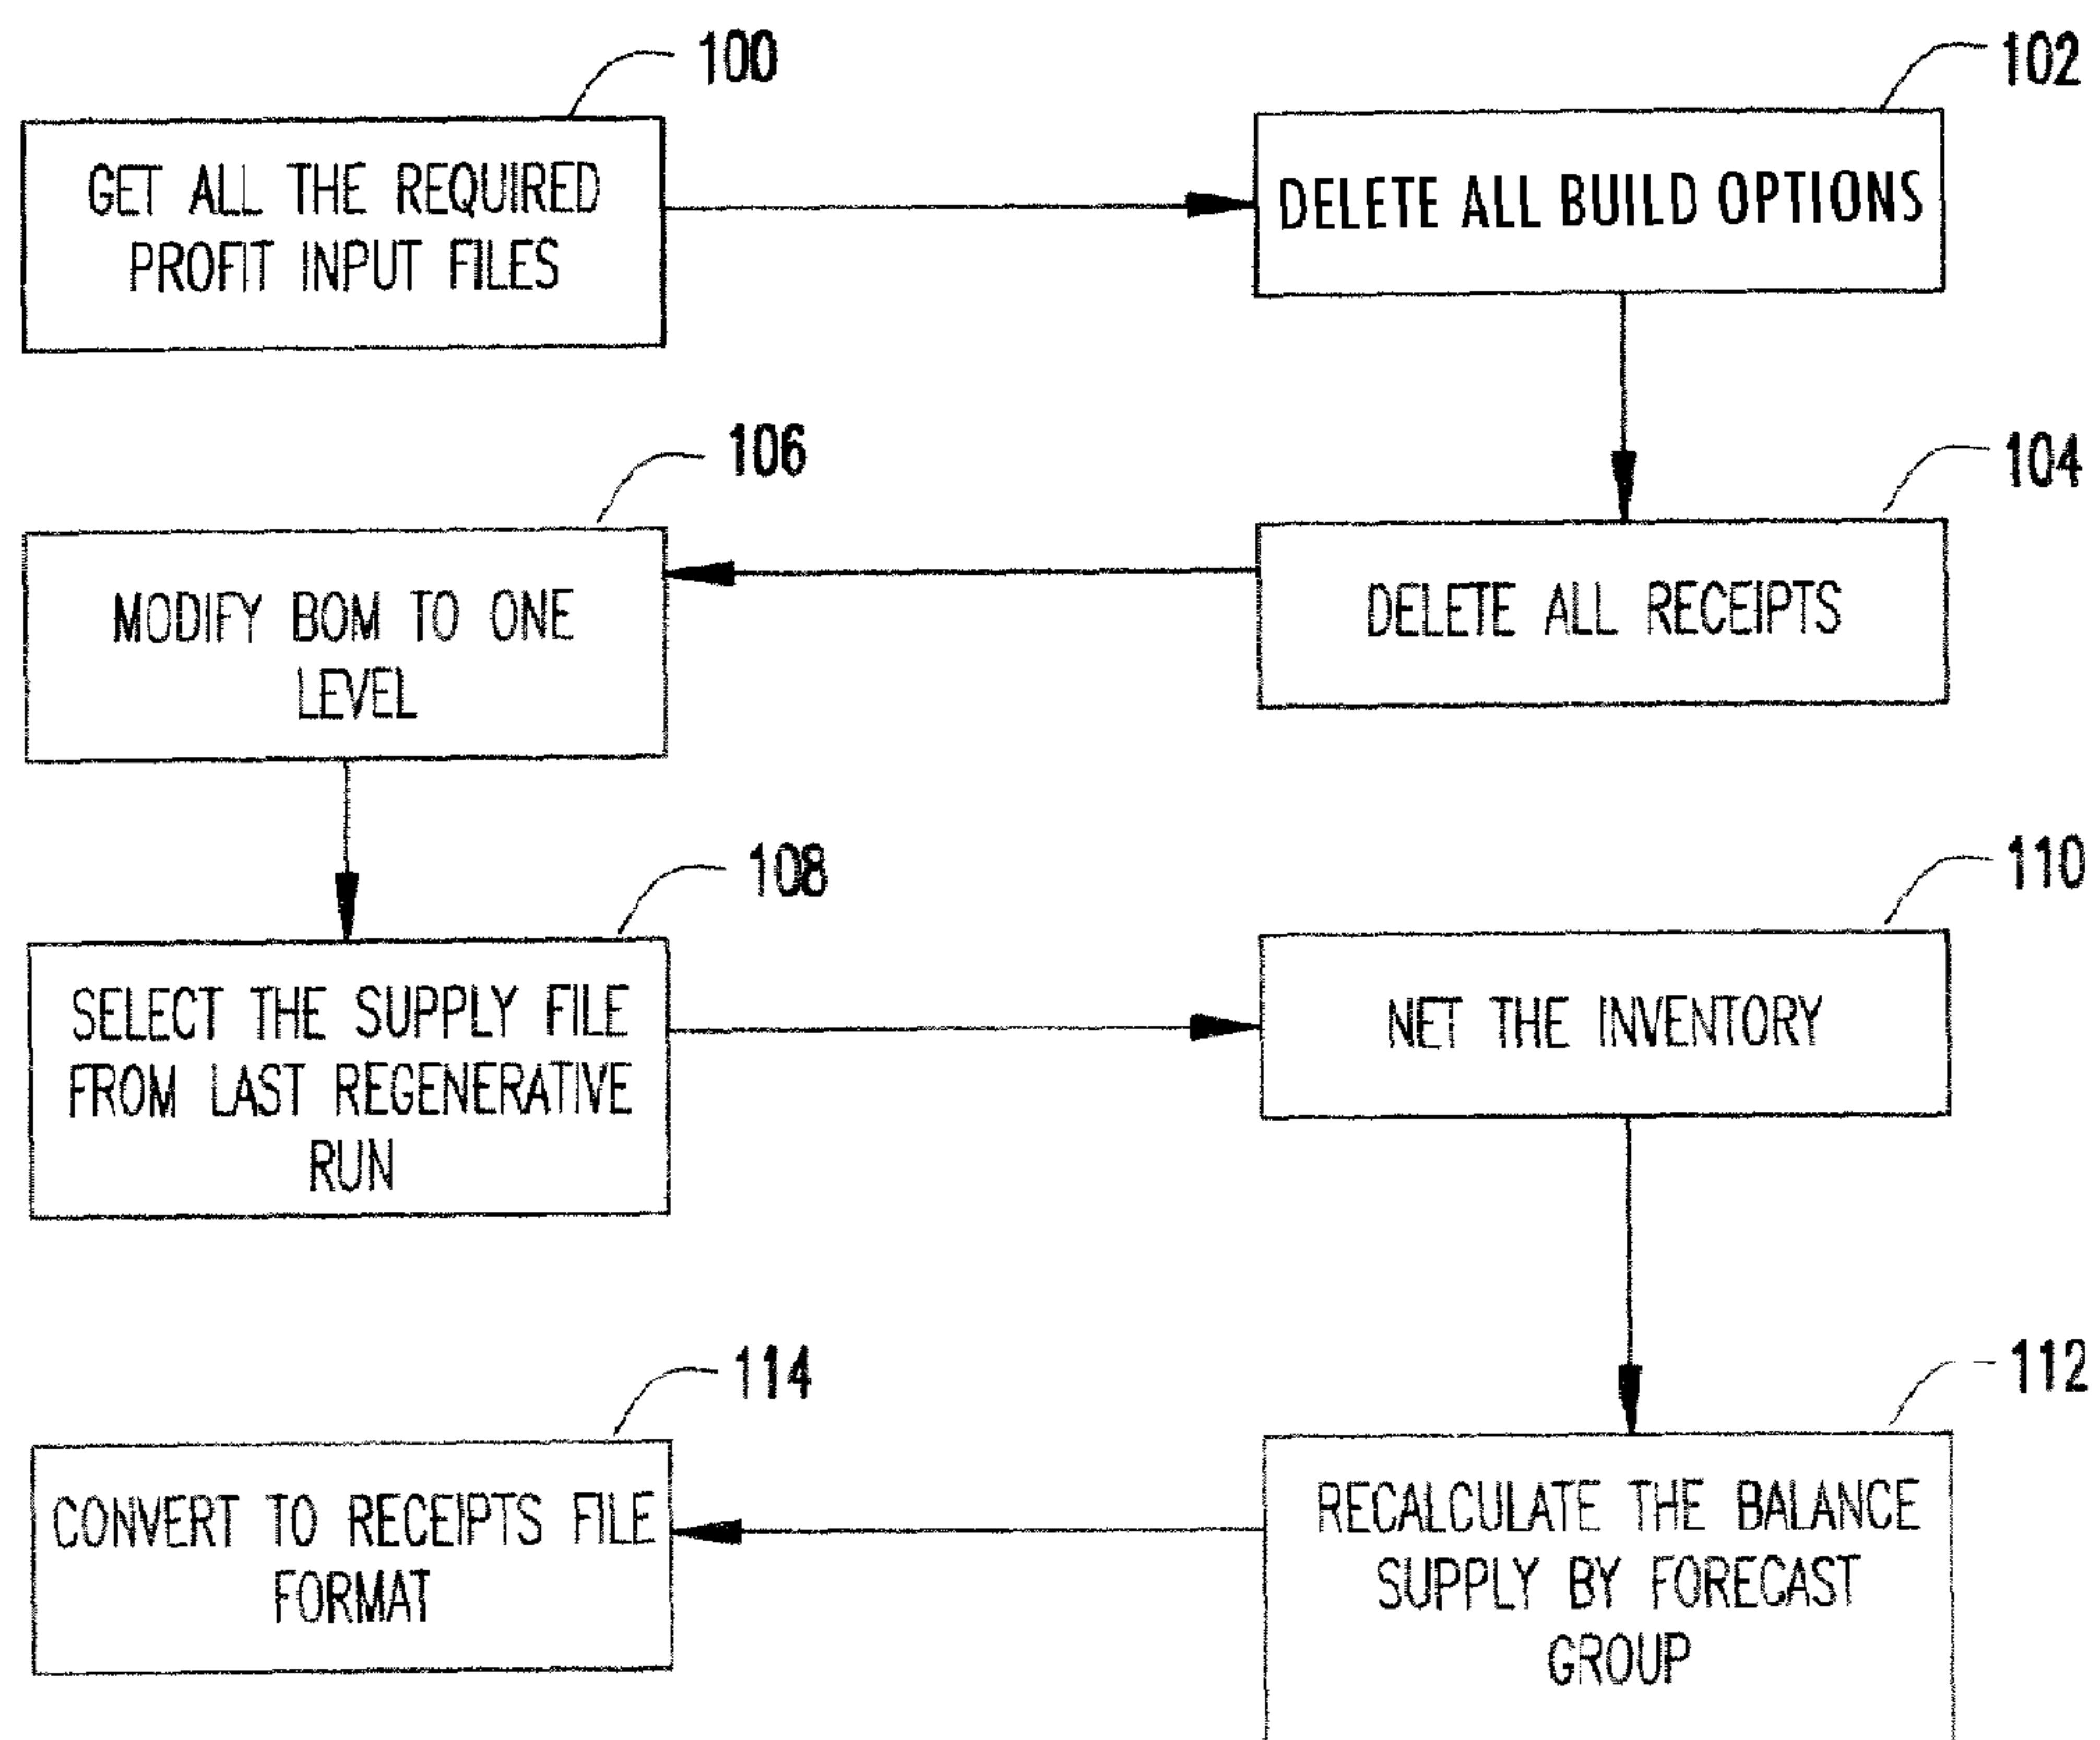 100
GET ALL THE REQUIRED
PROFIT INPUT FILES
102
DELETE ALL BUILD OPTIONS
104
DELETE ALL RECEIPTS
106
MODIFY BOM TO ONE
LEVEL
108
SELECT THE SUPPLY FILE
FROM LAST REGENERATIVE
RUN
110
NET THE INVENTORY
112
RECALCULATE THE BALANCE
SUPPLY BY FORECAST
GROUP
114
CONVERT TO RECEIPTS FILE
FORMAT